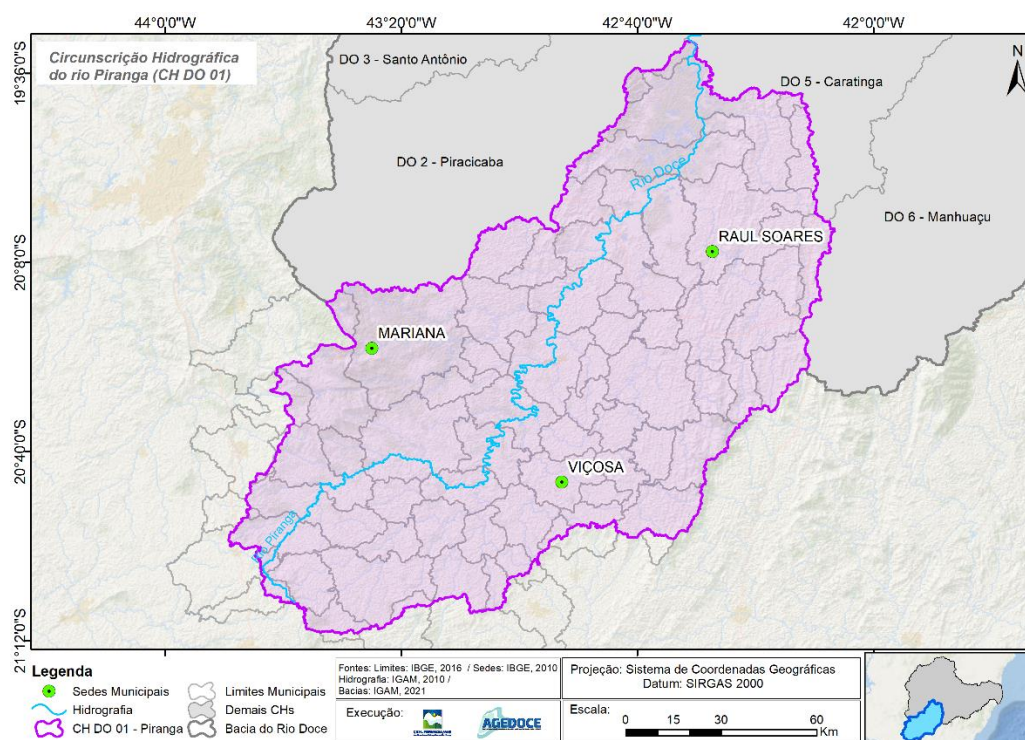 44°0'W
43°20'W
42°40'W
42°0'W
Circunscrição Hidrográfica
do rio Piranga (CH DO 01)
DO 3 - Santo Antônio
DO 5 - Caratinga
N
19°36'0"S
DO 2 - Piracicaba
Rio Doce
DO 6 - Manhuaçu
RAUL SOARES
20°8'0"S
MARIANA
20°40'0"S
VIÇOSA
Piranga
21°12'0"S
Legenda
Sedes Municipais
Hidrografia
CH DO 01 - Piranga
Limites Municipais
Demais CHs
Bacia do Rio Doce
Fontes: Limites: IBGE, 2016 / Sedes: IBGE, 2010
Hidrografia: IGAM, 2010 /
Bacias: IGAM, 2021
Execução:
AGEDOCE
Projeção: Sistema de Coordenadas Geográficas
Datum: SIRGAS 2000
Escala:
0 15 30 60
Km